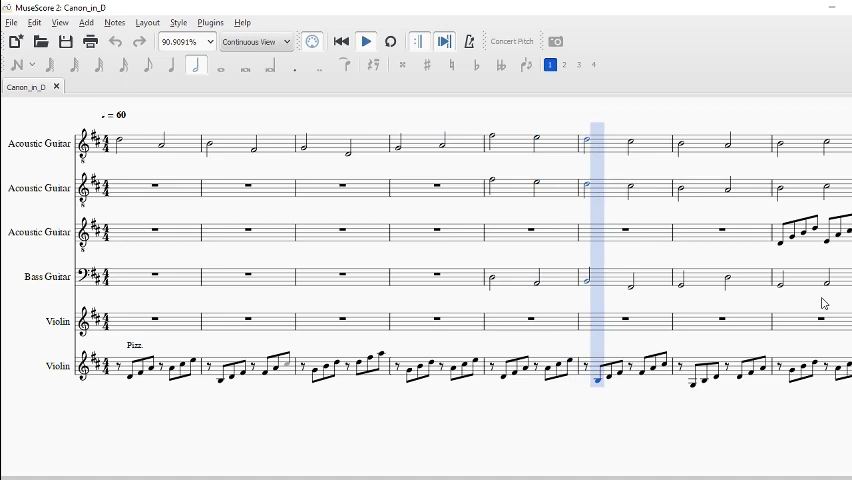 MuseScore 2: Canon_in_D
File Edit View Add Notes Layout Style Plugins Help
90.9091% Continuous View Concert Pitch
1 2 3 4
Canon_in_D
= 60
Acoustic Guitar
Acoustic Guitar
Acoustic Guitar
Bass Guitar
Violin
Pizz.
Violin